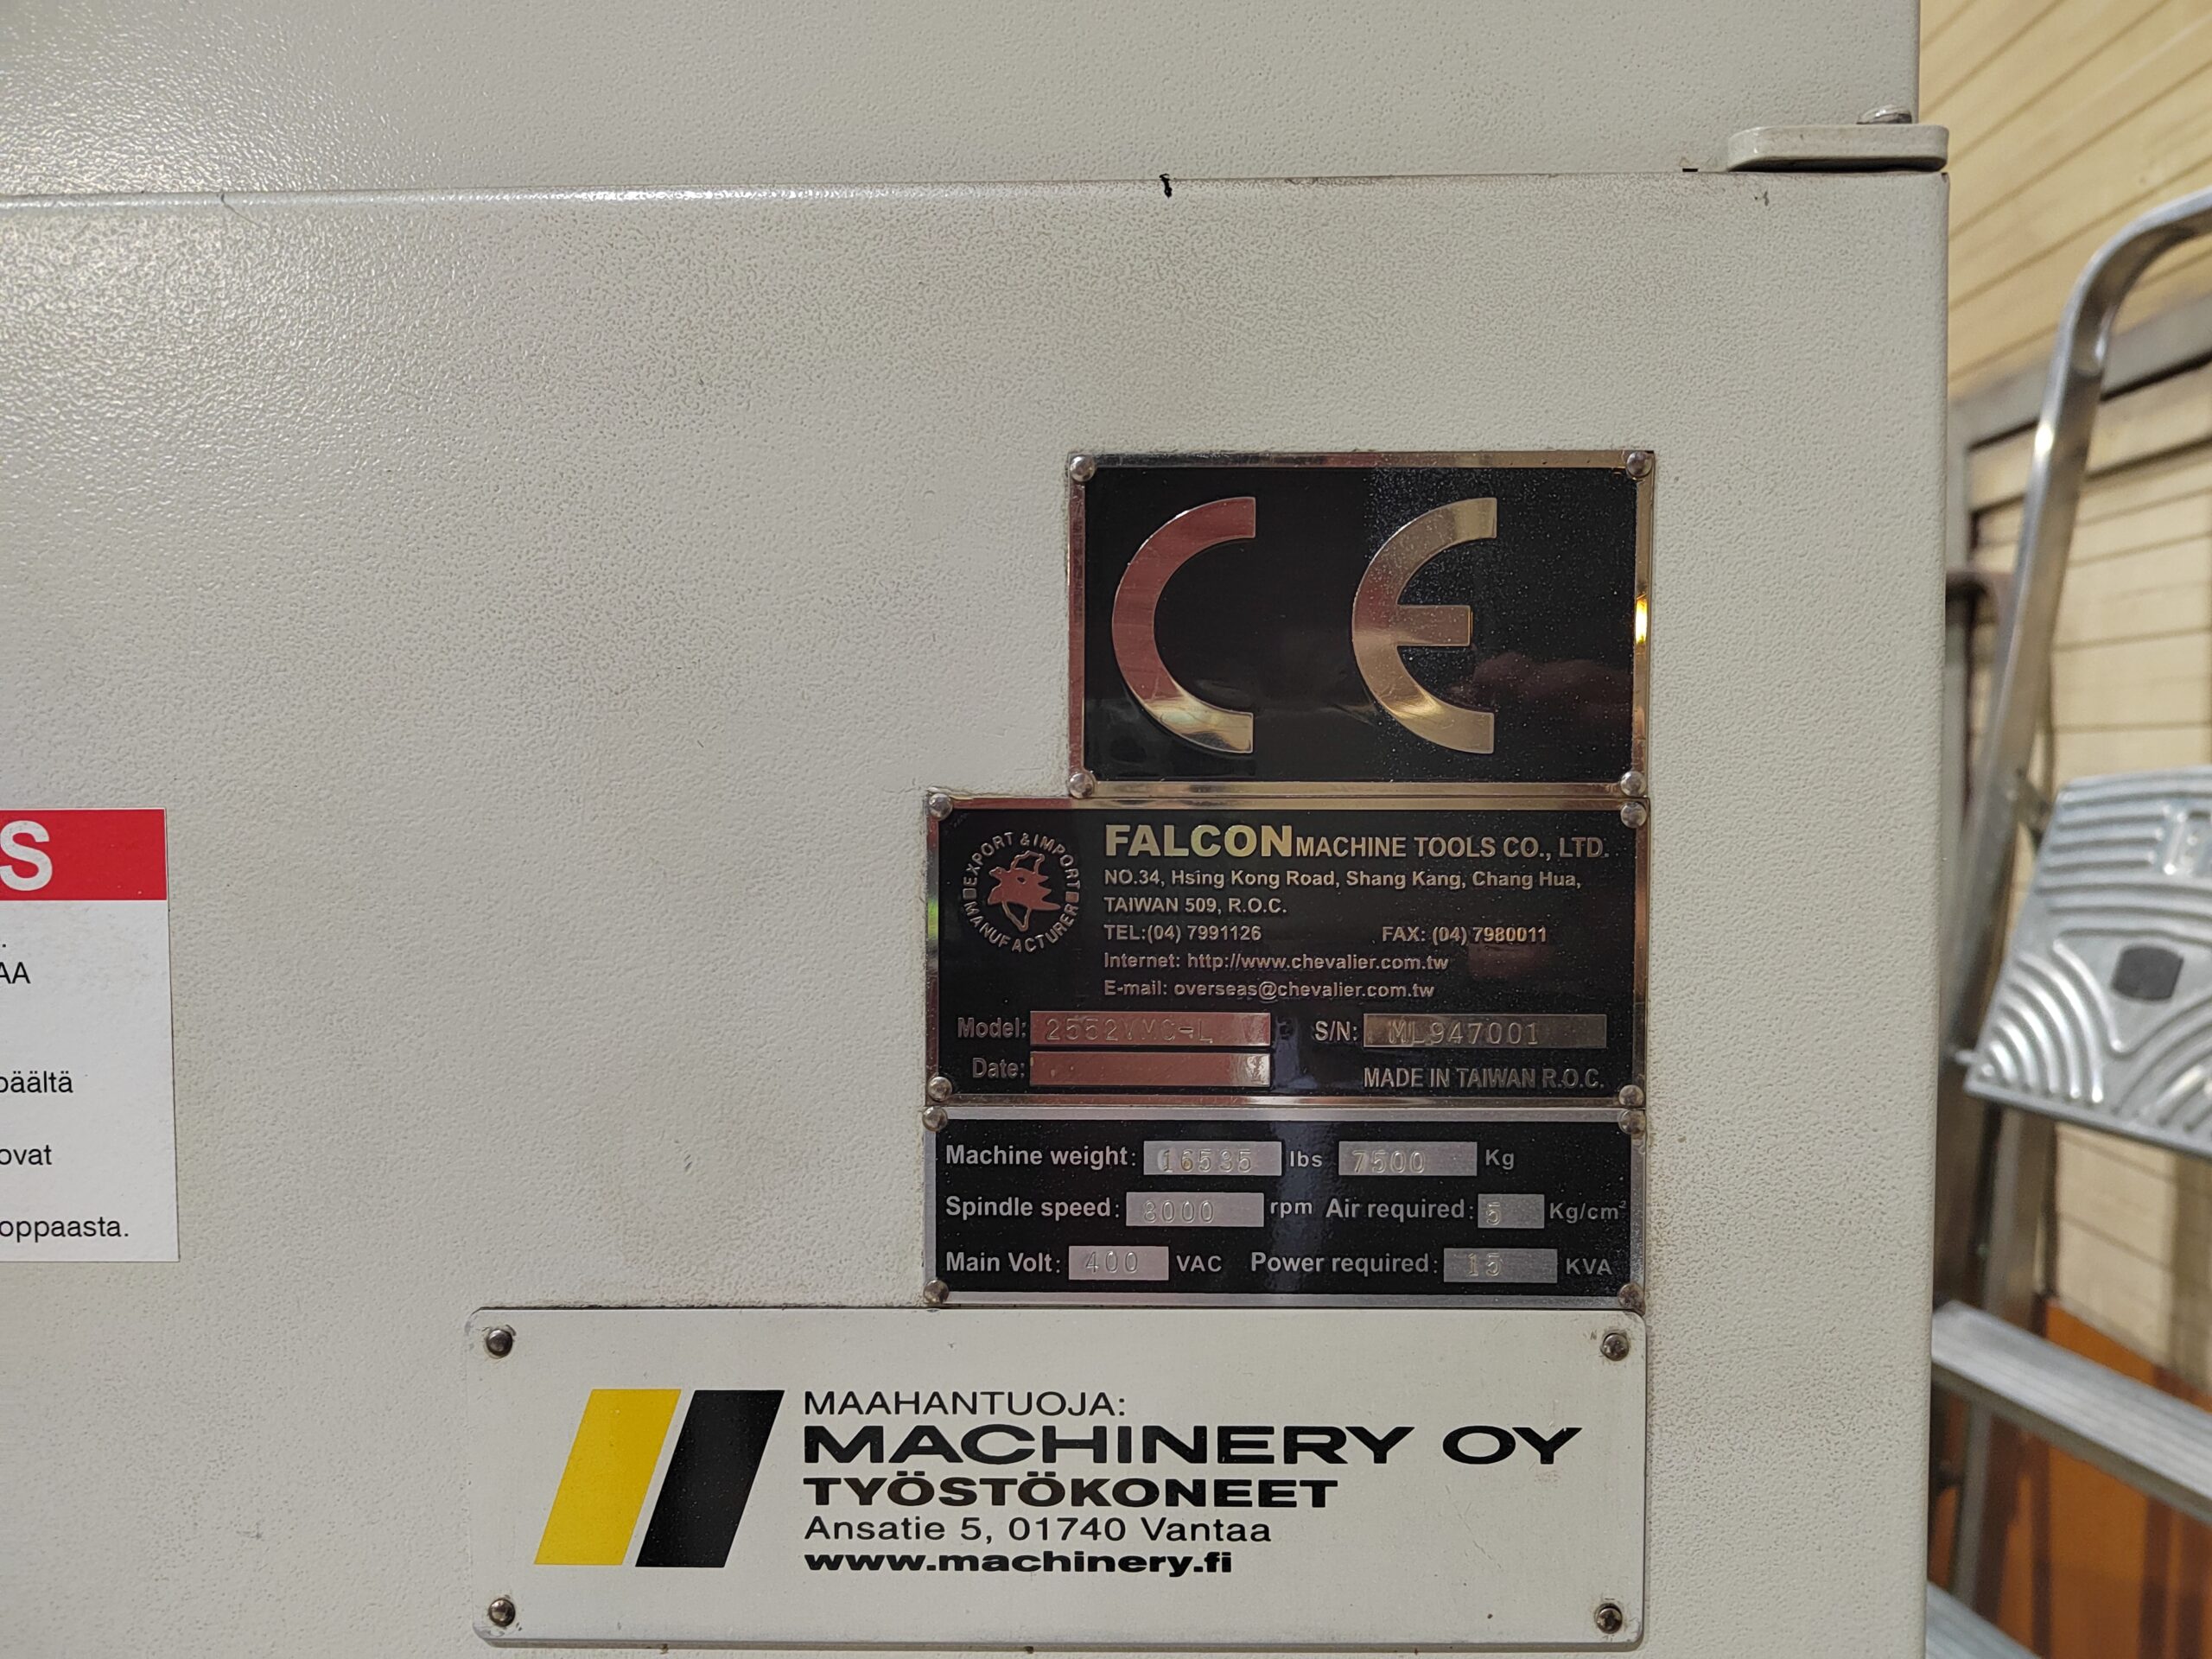 S
.
AA
päältä
ovat
oppaasta.
CE
EXPORT & IMPORT
MANUFACTURER
FALCON MACHINE TOOLS CO., LTD.
NO.34, Hsing Kong Road, Shang Kang, Chang Hua,
TAIWAN 509, R.O.C.
TEL:(04) 7991126 FAX: (04) 7980011
Internet: http://www.chevalier.com.tw
E-mail: overseas@chevalier.com.tw
Model: 2552VMC-L S/N: ML947001
Date: MADE IN TAIWAN R.O.C.
Machine weight: 16535 lbs 7500 Kg
Spindle speed: 8000 rpm Air required: 5 Kg/cm²
Main Volt: 400 VAC Power required: 15 KVA
MAAHANTUOJA:
MACHINERY OY
TYÖSTÖKONEET
Ansatie 5, 01740 Vantaa
www.machinery.fi